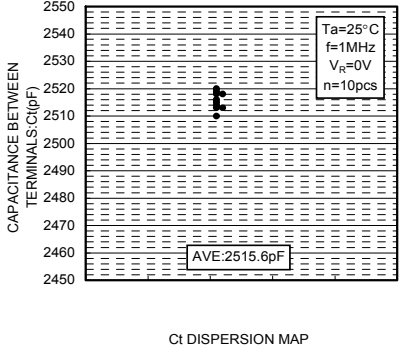 2550
2540
2530
2520
2510
2500
2490
2480
2470
2460
2450
CAPACITANCE BETWEEN
TERMINALS:Ct(pF)
Ta=25°C
f=1MHz
VR=0V
n=10pcs
AVE:2515.6pF
Ct DISPERSION MAP